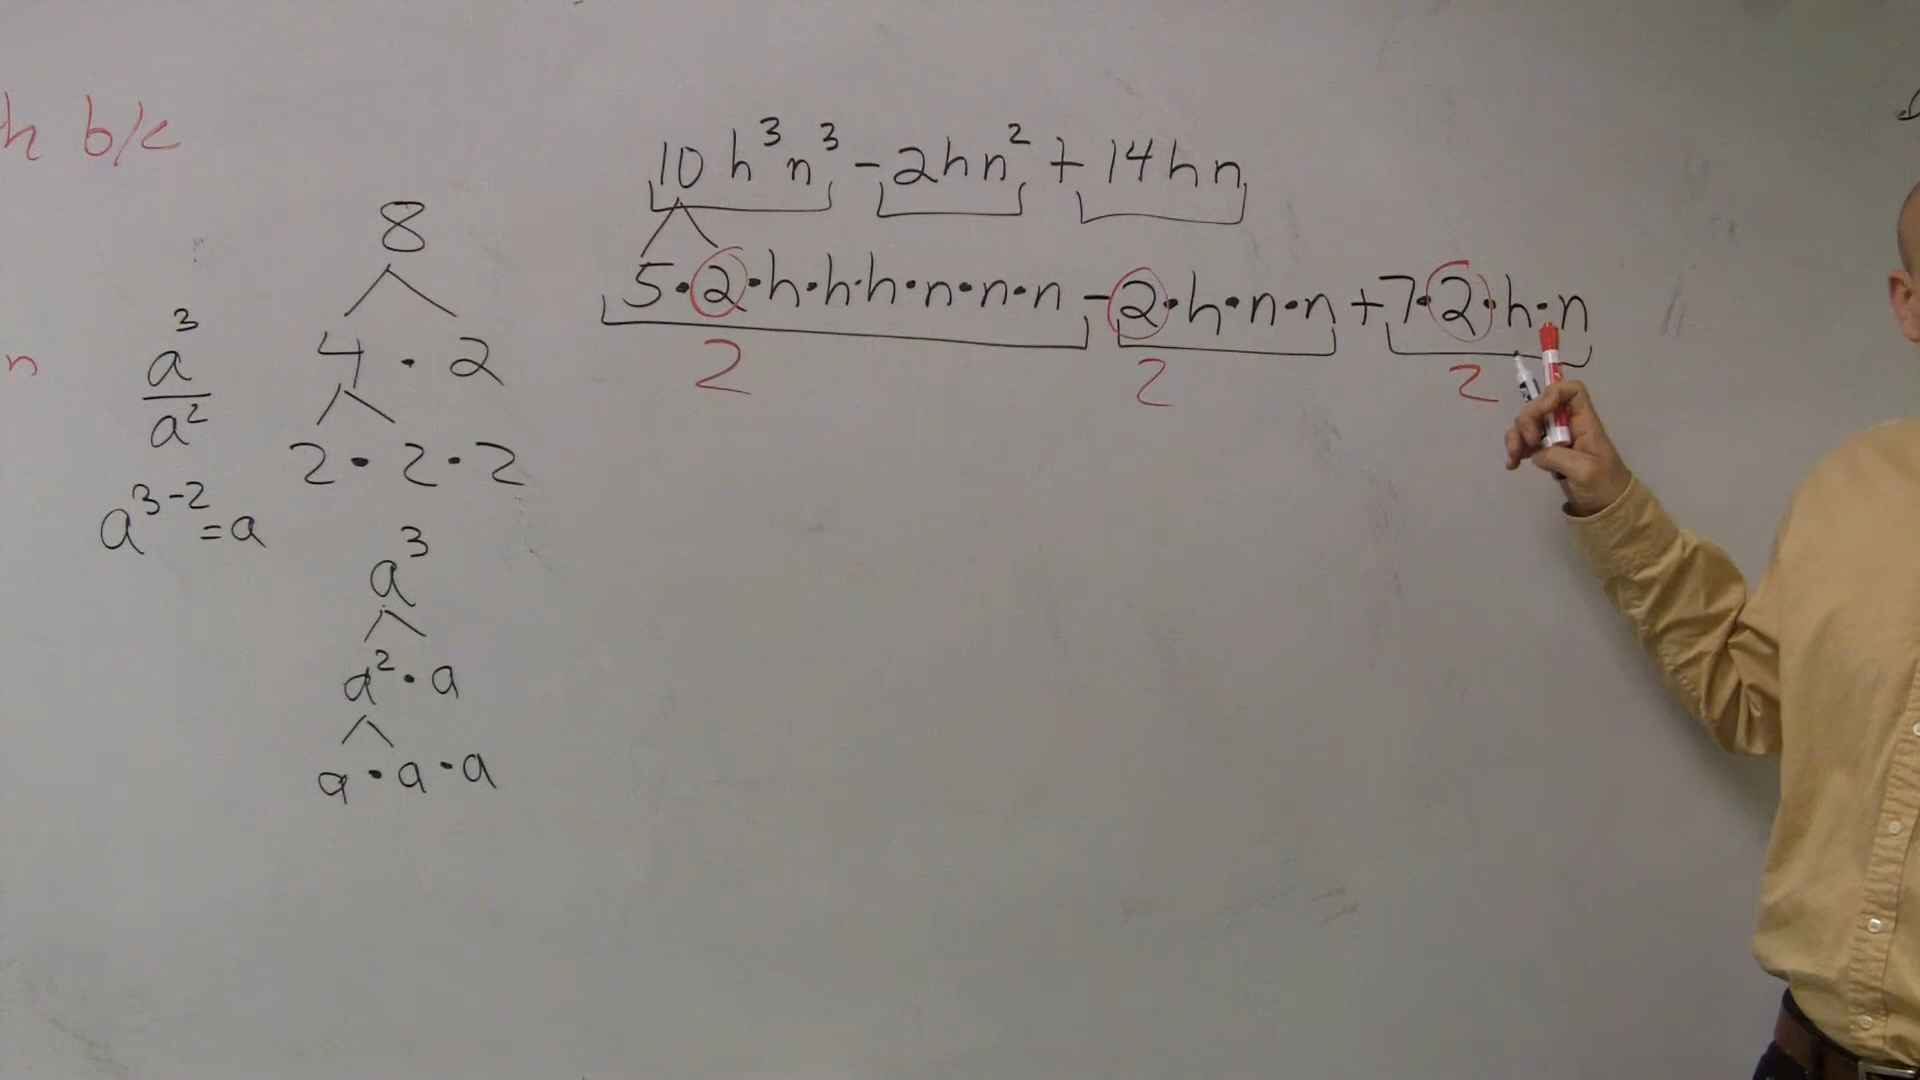 h b/c
n
a³
a²
a³⁻² = a
8
4 · 2
2 · 2 · 2
a³
a² · a
a · a · a
10h³n³ - 2hn² + 14hn
5·2·h·h·h·n·n·n - 2·h·n·n + 7·2·h·n
2 2 2